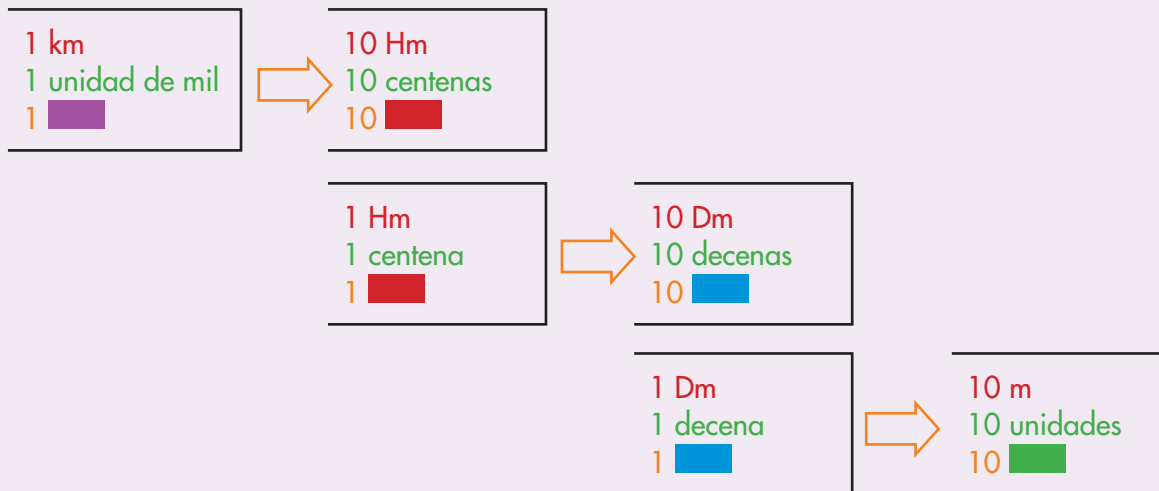 1 km
1 unidad de mil
1
10 Hm
10 centenas
10
1 Hm
1 centena
1
10 Dm
10 decenas
10
1 Dm
1 decena
1
10 m
10 unidades
10